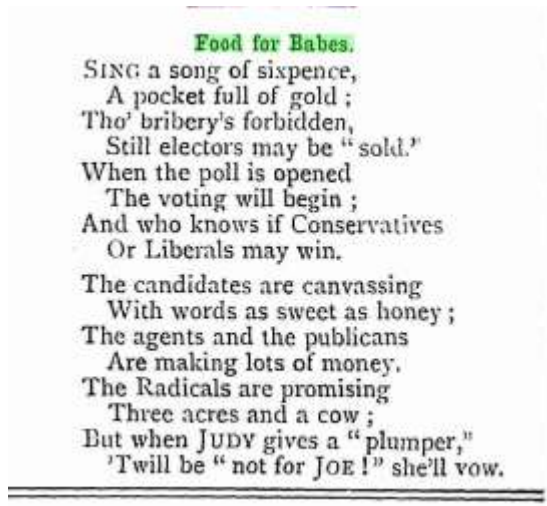 Food for Babes.
SING a song of sixpence,
A pocket full of gold ;
Tho' bribery's forbidden,
Still electors may be “ sold.”
When the poll is opened
The voting will begin ;
And who knows if Conservatives
Or Liberals may win.
The candidates are canvassing
With words as sweet as honey ;
The agents and the publicans
Are making lots of money.
The Radicals are promising
Three acres and a cow ;
But when JUDY gives a “ plumper,”
'Twill be “ not for JOE ! ” she'll vow.